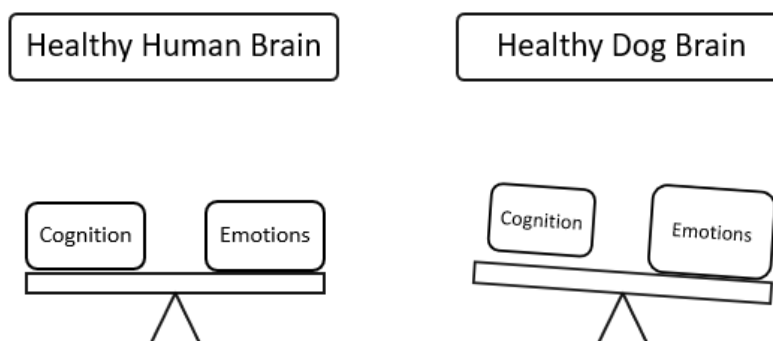 Healthy Human Brain
Healthy Dog Brain
Cognition
Emotions
Cognition
Emotions